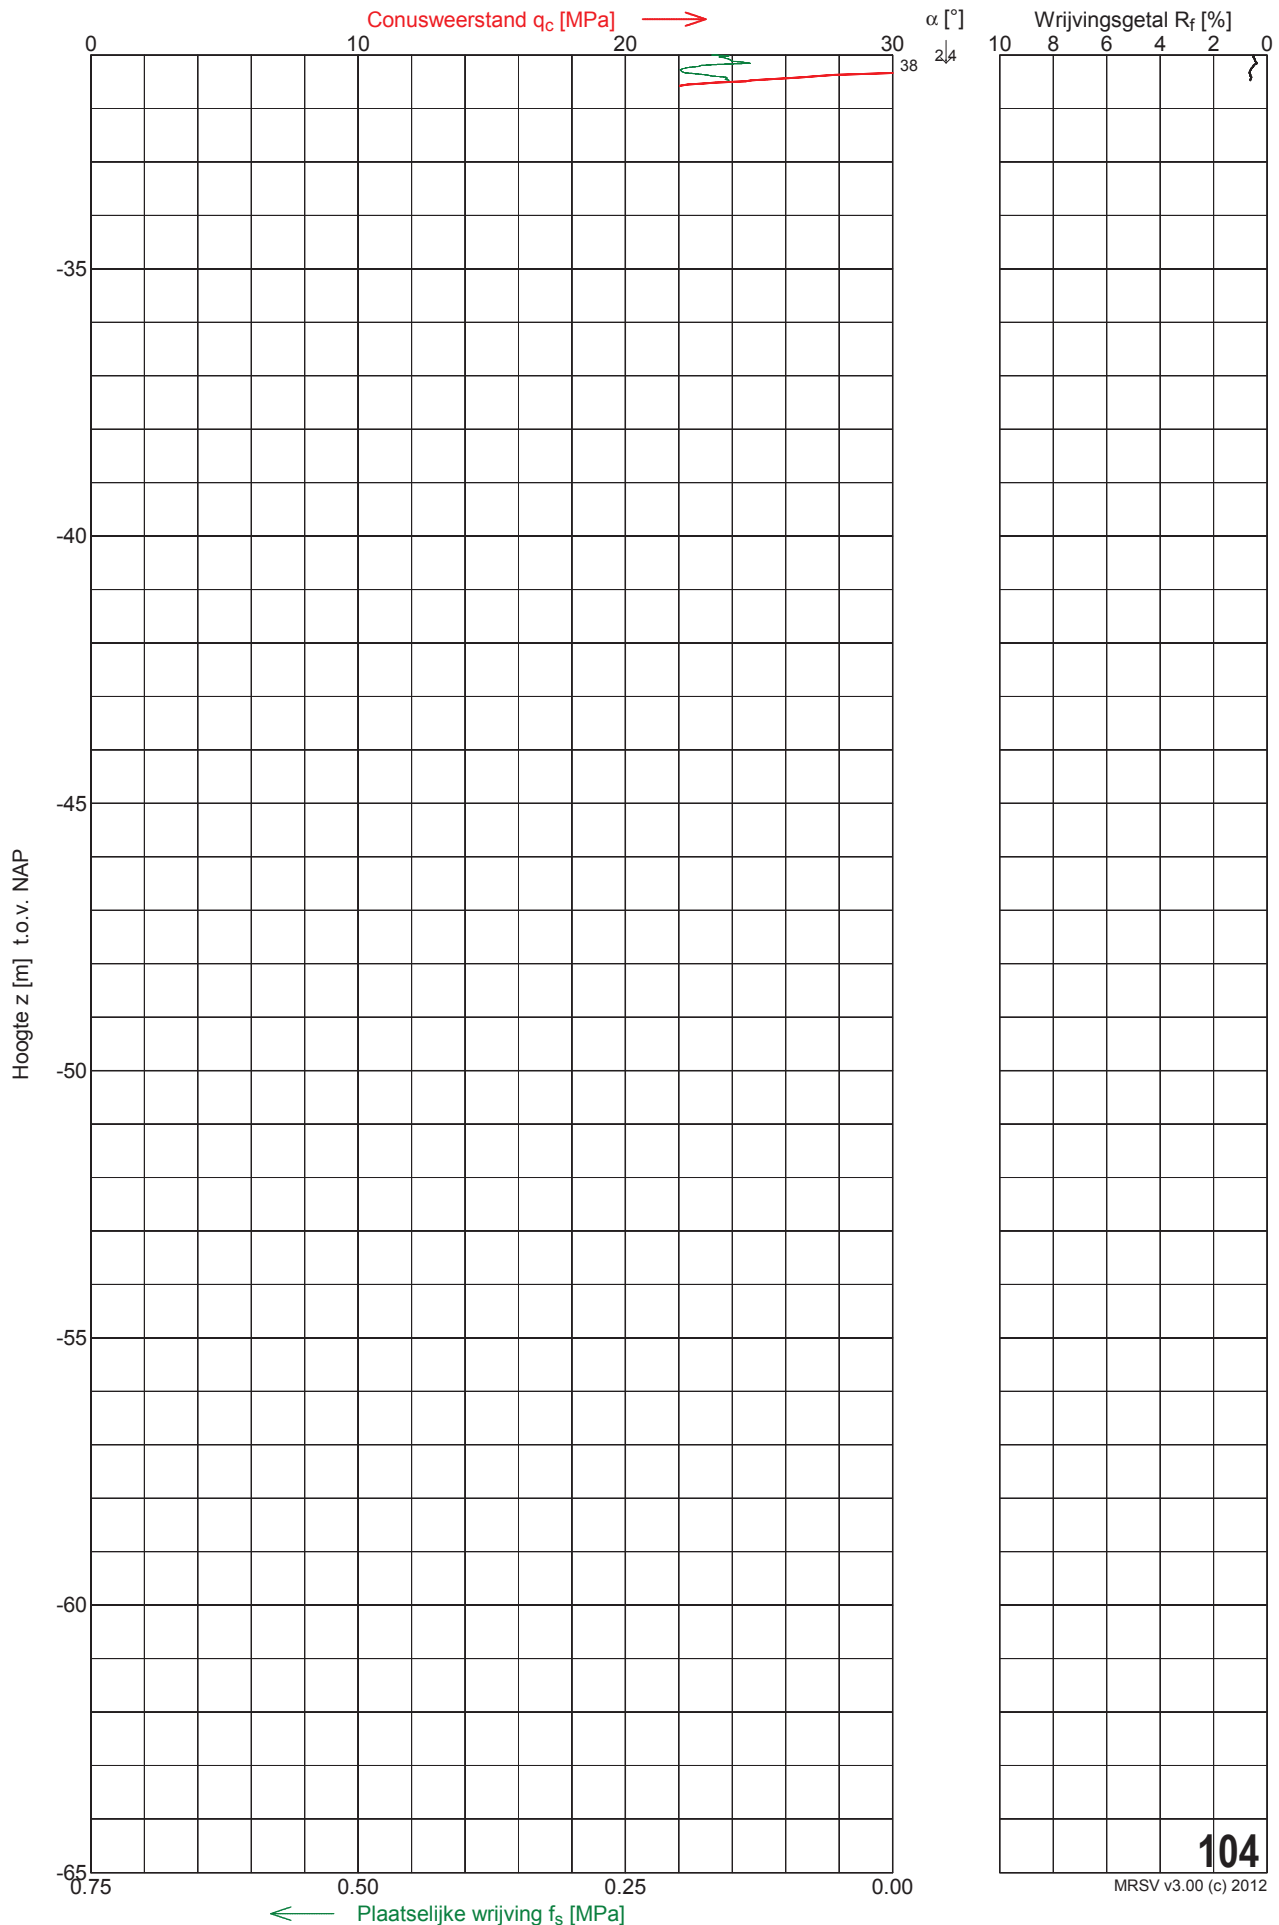 Conusweerstand qc [MPa]
α [°]
Wrijvingsgetal Rf [%]
0 10 20 30
10 8 6 4 2 0
38
2.4
-35
-40
-45
Hoogte z [m] t.o.v. NAP
-50
-55
-60
-65
104
0.75 0.50 0.25 0.00
MRSV v3.00 (c) 2012
Plaatselijke wrijving fs [MPa]